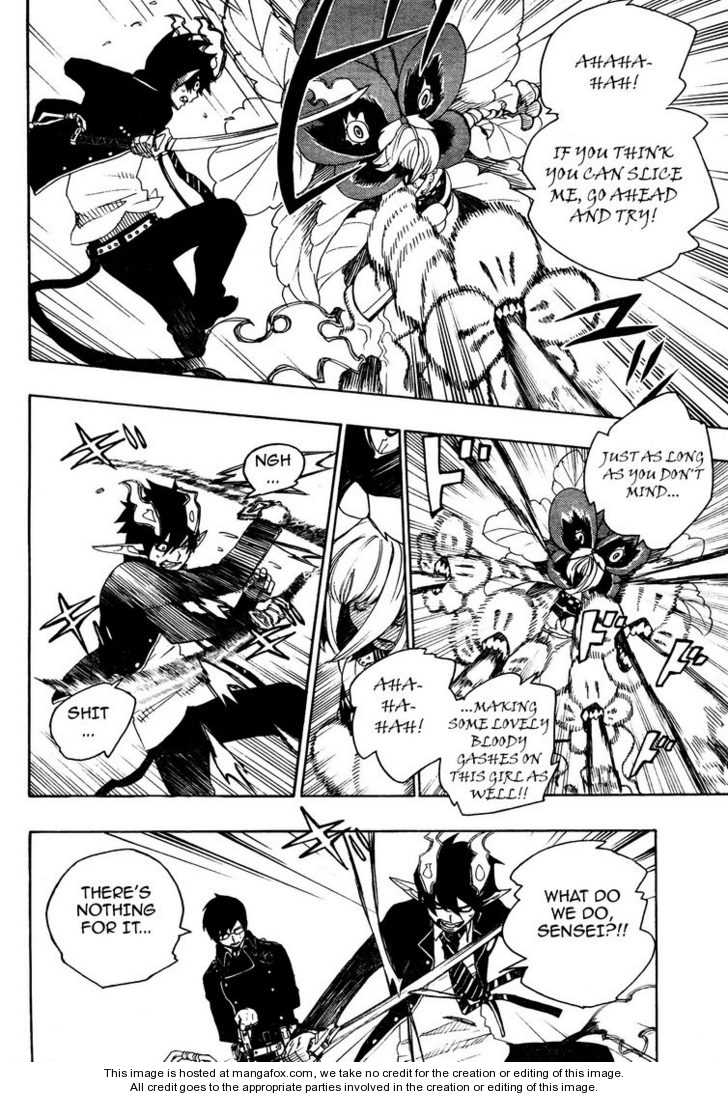 AHAHA-
HAH!
IF YOU THINK
YOU CAN SLICE
ME, GO AHEAD
AND TRY!
JUST AS LONG
AS YOU DON'T
MIND...
ド
ド
ド
ド
...MAKING
SOME LOVELY
BLOODY
GASHES ON
THIS GIRL AS
WELL!!
AHA-
HA-
HAH!
NGH
...
SHIT
...
WHAT DO
WE DO,
SENSEI?!!
THERE'S
NOTHING
FOR IT...
This image is hosted at mangafox.com, we take no credit for the creation or editing of this image.
All credit goes to the appropriate parties involved in the creation or editing of this image.